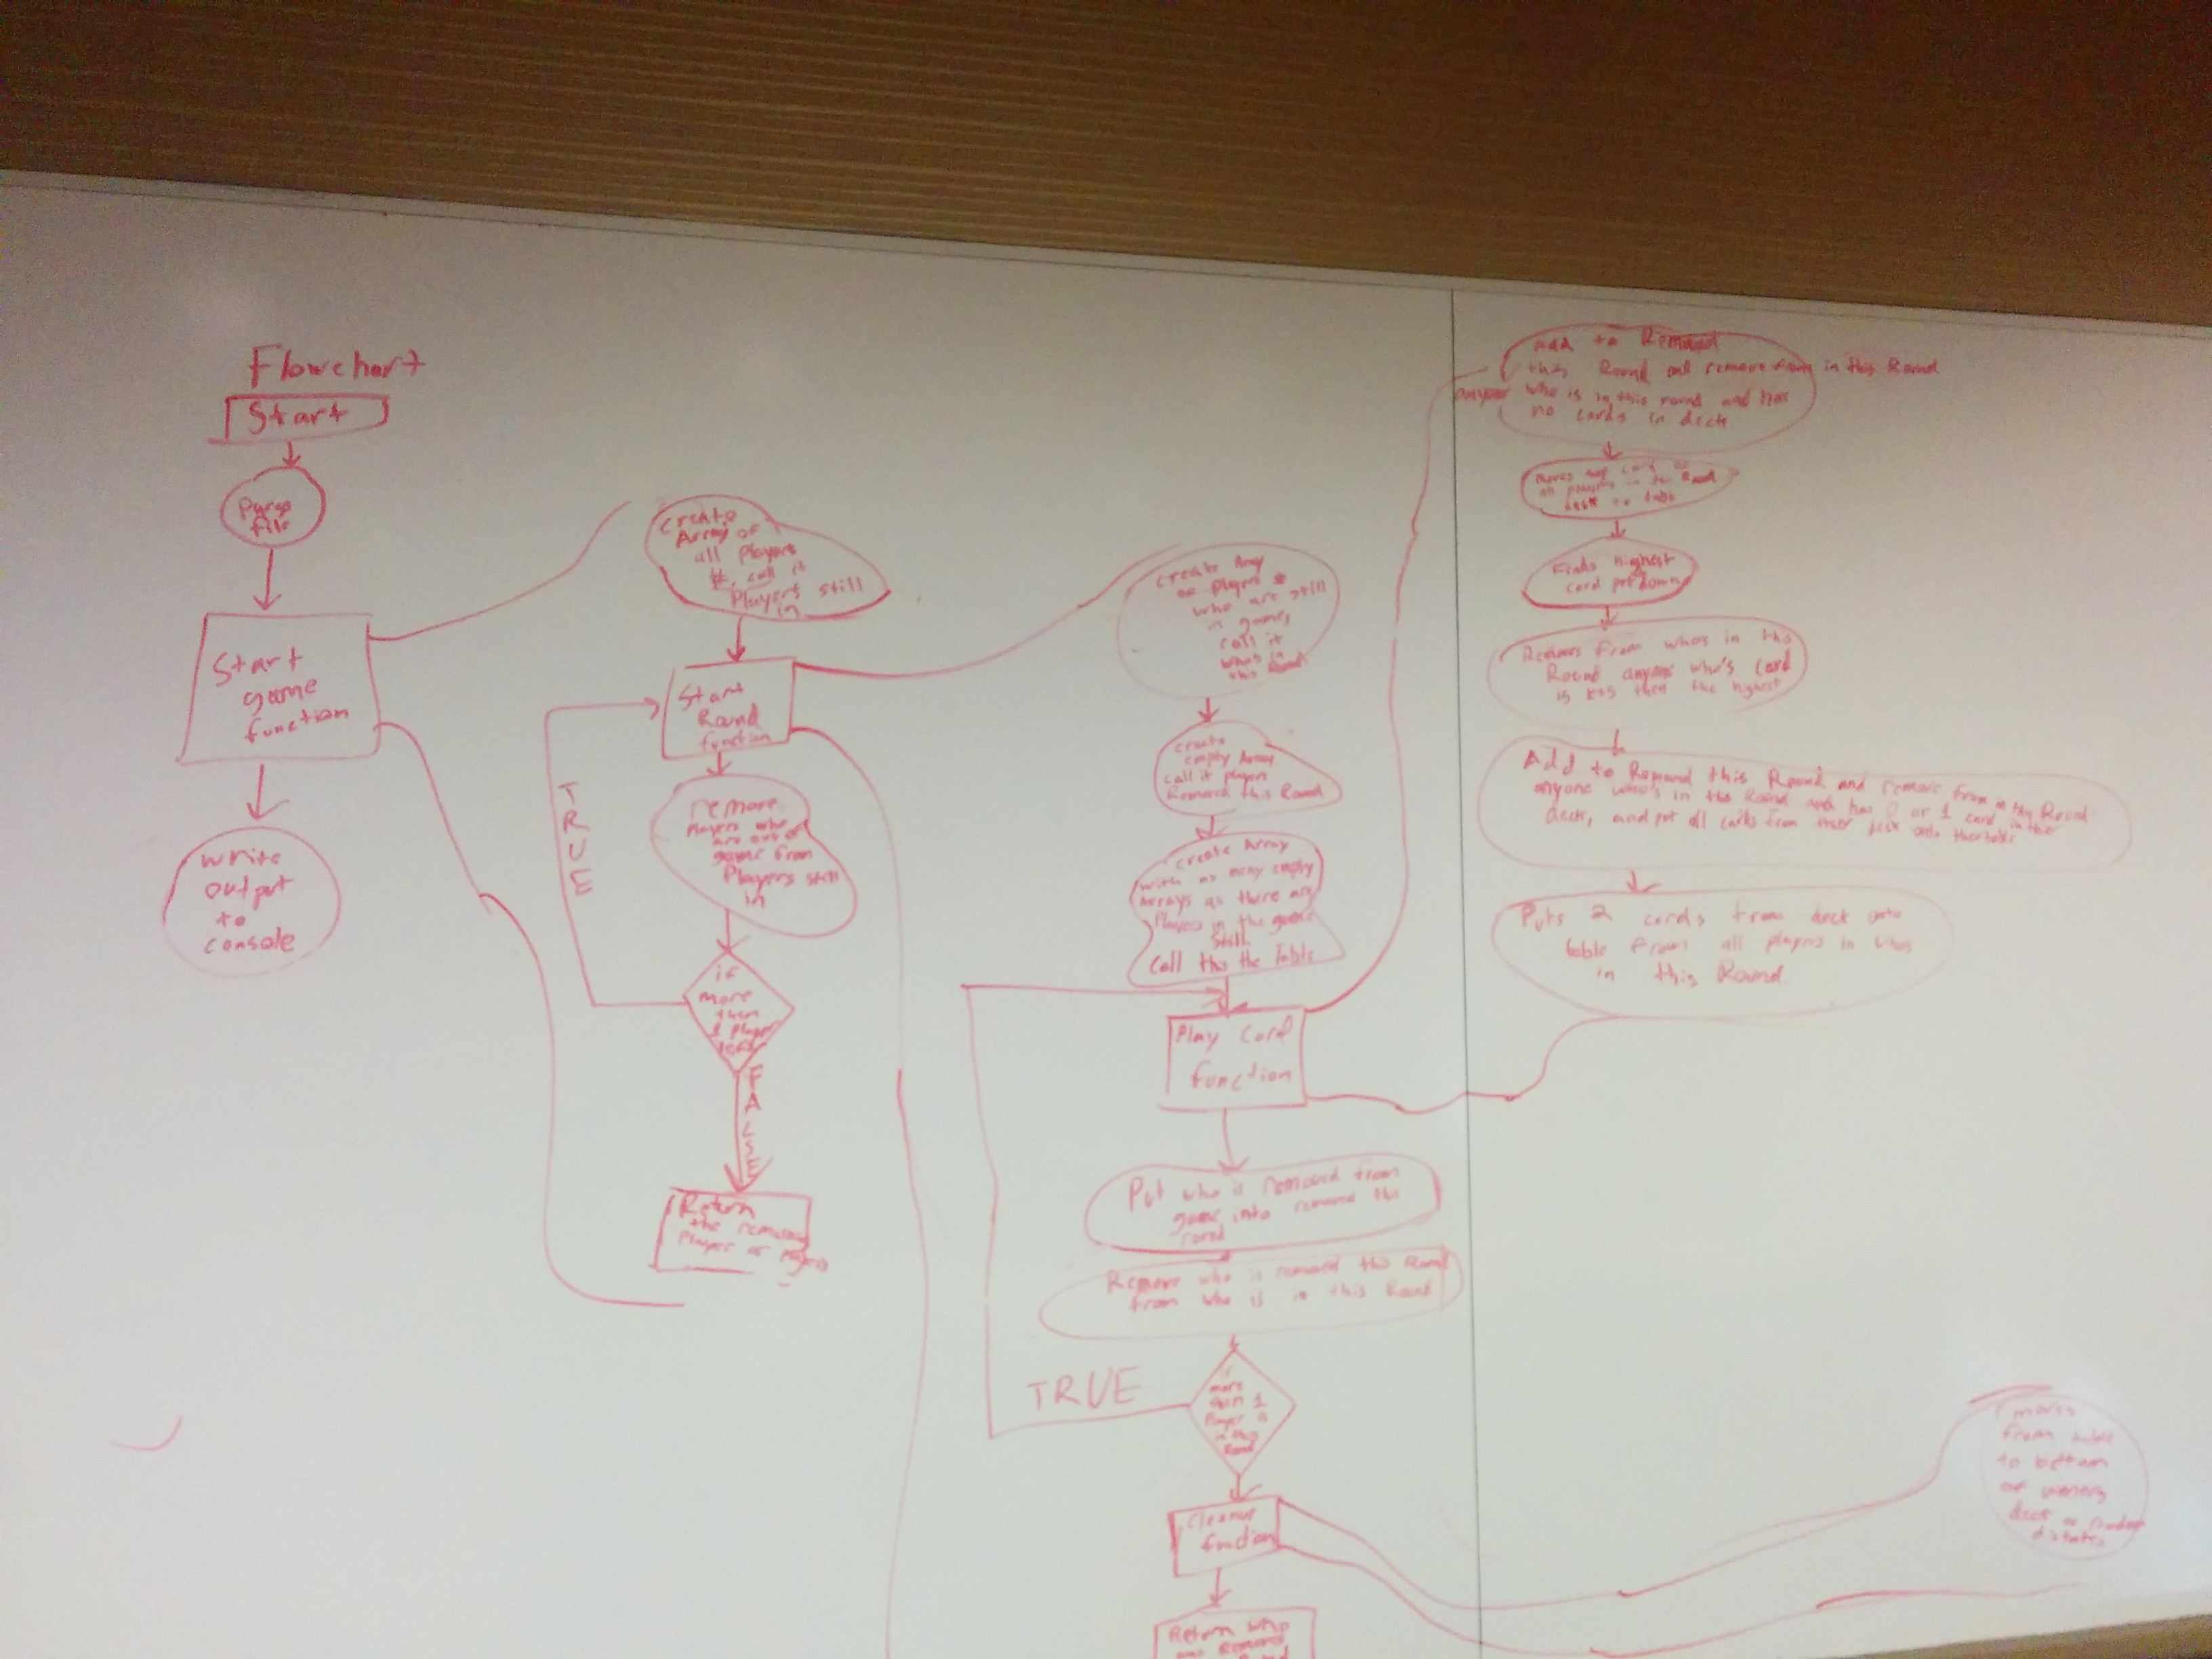 Flowchart
Start
Parse
file
Start
game
function
write
output
to
console
create
Array of
all players
#, call it
Players still
in
Start
Round
function
remove
Players who
are out of
game from
Players still
in
if
more
then
1 player
left
TRUE
FALSE
Return
the remaining
player or
create Array
of players #
who are still
in game,
call it
who's in
this Round
create
empty Array
call it players
Removed this Round
create Array
with as many empty
arrays as there are
Players in the game
still
Call this the Table
Play Card
function
Put who is removed from
game into removed this
round
Remove who is removed this Round
from who is in this Round
if
more
then 1
Player is
in this
Round
TRUE
Cleanup
function
Return who
was Removed
add to Removed
this Round and remove from in this Round
anyone who is in this round and has
no cards in deck
Moves top card of
all players in the Round
to table
Finds highest
card put down
Removes from who's in this
Round anyone who's card
is less then the highest
Add to Removed this Round and remove from in this Round
anyone who's in this Round and has 0 or 1 card in their
deck, and put all cards from their deck onto the table
Puts 2 cards from deck onto
table from all players in whos
in this Round
moves
from table
to bottom
of winners
deck or